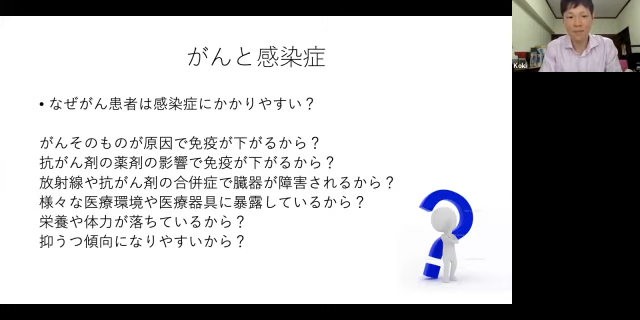 がんと感染症
• なぜがん患者は感染症にかかりやすい？
がんそのものが原因で免疫が下がるから？
抗がん剤の薬剤の影響で免疫が下がるから？
放射線や抗がん剤の合併症で臓器が障害されるから？
様々な医療環境や医療器具に暴露しているから？
栄養や体力が落ちているから？
抑うつ傾向になりやすいから？
Koki